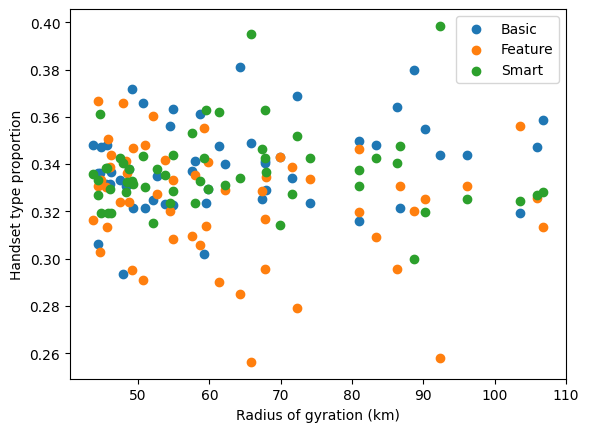 0.40
0.38
0.36
0.34
0.32
0.30
0.28
0.26
Handset type proportion
Basic
Feature
Smart
50 60 70 80 90 100 110
Radius of gyration (km)